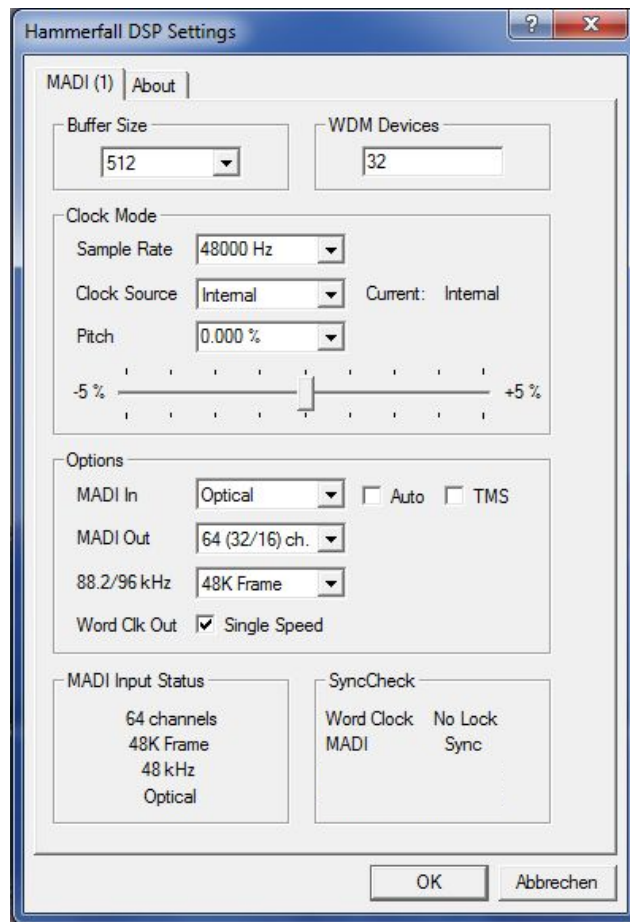 Hammerfall DSP Settings
MADI (1) About
Buffer Size WDM Devices
512 32
Clock Mode
Sample Rate 48000 Hz
Clock Source Internal Current: Internal
Pitch 0.000 %
-5 % +5 %
Options
MADI In Optical Auto TMS
MADI Out 64 (32/16) ch.
88.2/96 kHz 48K Frame
Word Clk Out Single Speed
MADI Input Status SyncCheck
64 channels Word Clock No Lock
48K Frame MADI Sync
48 kHz
Optical
OK Abbrechen